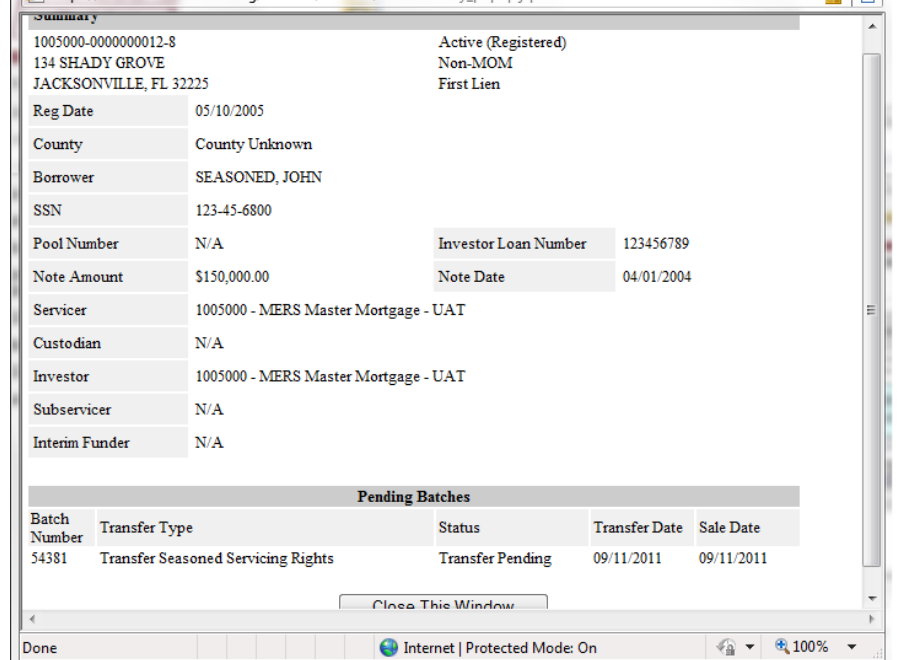 Summary
1005000-0000000012-8 Active (Registered)
134 SHADY GROVE Non-MOM
JACKSONVILLE, FL 32225 First Lien
Reg Date 05/10/2005
County County Unknown
Borrower SEASONED, JOHN
SSN 123-45-6800
Pool Number N/A Investor Loan Number 123456789
Note Amount $150,000.00 Note Date 04/01/2004
Servicer 1005000 - MERS Master Mortgage - UAT
Custodian N/A
Investor 1005000 - MERS Master Mortgage - UAT
Subservicer N/A
Interim Funder N/A
Pending Batches
Batch Number Transfer Type Status Transfer Date Sale Date
54381 Transfer Seasoned Servicing Rights Transfer Pending 09/11/2011 09/11/2011
Close This Window
Done Internet | Protected Mode: On 100%